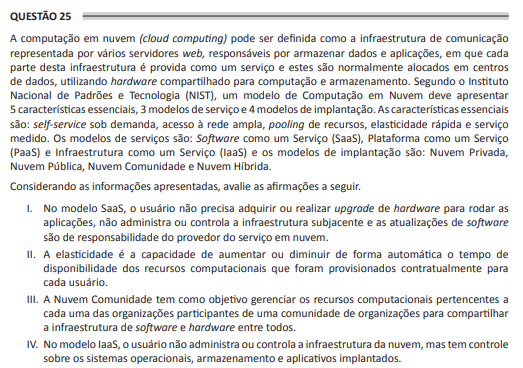 QUESTÃO 25
A computação em nuvem (cloud computing) pode ser definida como a infraestrutura de comunicação
representada por vários servidores web, responsáveis por armazenar dados e aplicações, em que cada
parte desta infraestrutura é provida como um serviço e estes são normalmente alocados em centros
de dados, utilizando hardware compartilhado para computação e armazenamento. Segundo o Instituto
Nacional de Padrões e Tecnologia (NIST), um modelo de Computação em Nuvem deve apresentar
5 características essenciais, 3 modelos de serviço e 4 modelos de implantação. As características essenciais
são: self-service sob demanda, acesso à rede ampla, pooling de recursos, elasticidade rápida e serviço
medido. Os modelos de serviços são: Software como um Serviço (SaaS), Plataforma como um Serviço
(PaaS) e Infraestrutura como um Serviço (IaaS) e os modelos de implantação são: Nuvem Privada,
Nuvem Pública, Nuvem Comunidade e Nuvem Híbrida.
Considerando as informações apresentadas, avalie as afirmações a seguir.
I. No modelo SaaS, o usuário não precisa adquirir ou realizar upgrade de hardware para rodar as
aplicações, não administra ou controla a infraestrutura subjacente e as atualizações de software
são de responsabilidade do provedor do serviço em nuvem.
II. A elasticidade é a capacidade de aumentar ou diminuir de forma automática o tempo de
disponibilidade dos recursos computacionais que foram provisionados contratualmente para
cada usuário.
III. A Nuvem Comunidade tem como objetivo gerenciar os recursos computacionais pertencentes a
cada uma das organizações participantes de uma comunidade de organizações para compartilhar
a infraestrutura de software e hardware entre todos.
IV. No modelo IaaS, o usuário não administra ou controla a infraestrutura da nuvem, mas tem controle
sobre os sistemas operacionais, armazenamento e aplicativos implantados.